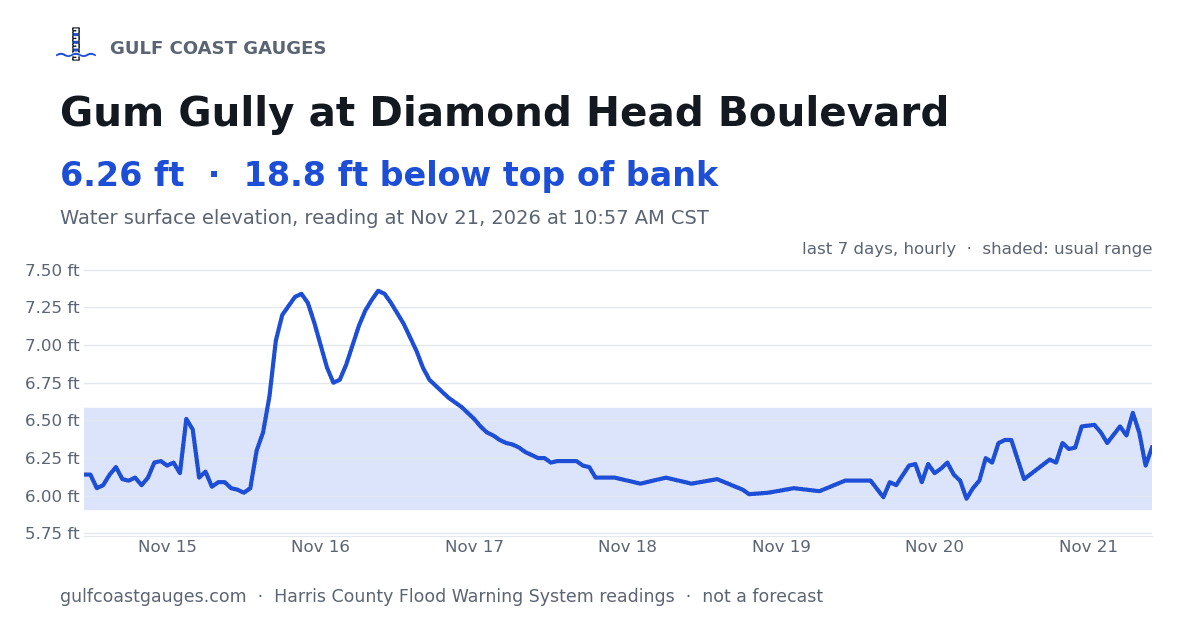 GULF COAST GAUGES
Gum Gully at Diamond Head Boulevard
6.26 ft · 18.8 ft below top of bank
Water surface elevation, reading at Nov 21, 2026 at 10:57 AM CST
last 7 days, hourly · shaded: usual range
7.50 ft
7.25 ft
7.00 ft
6.75 ft
6.50 ft
6.25 ft
6.00 ft
5.75 ft
Nov 15 Nov 16 Nov 17 Nov 18 Nov 19 Nov 20 Nov 21
gulfcoastgauges.com · Harris County Flood Warning System readings · not a forecast